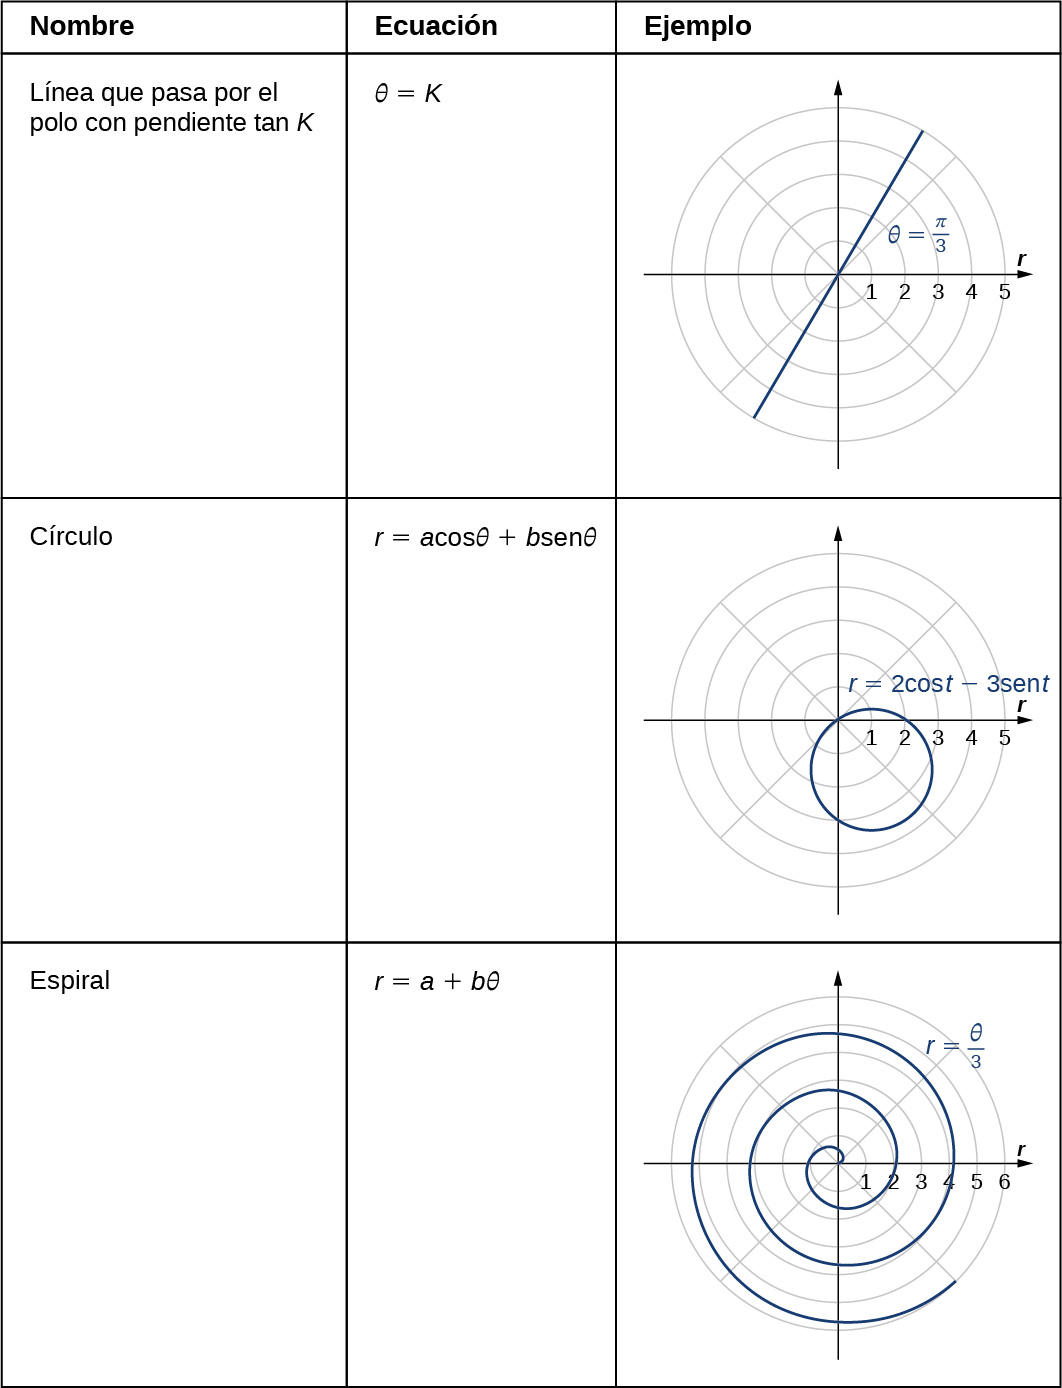 Nombre
Ecuación
Ejemplo
Línea que pasa por el
polo con pendiente tan K
θ = K
θ = π/3
r
1 2 3 4 5
Círculo
r = acosθ + bsenθ
r = 2cost − 3sent
r
1 2 3 4 5
Espiral
r = a + bθ
r = θ/3
r
1 2 3 4 5 6